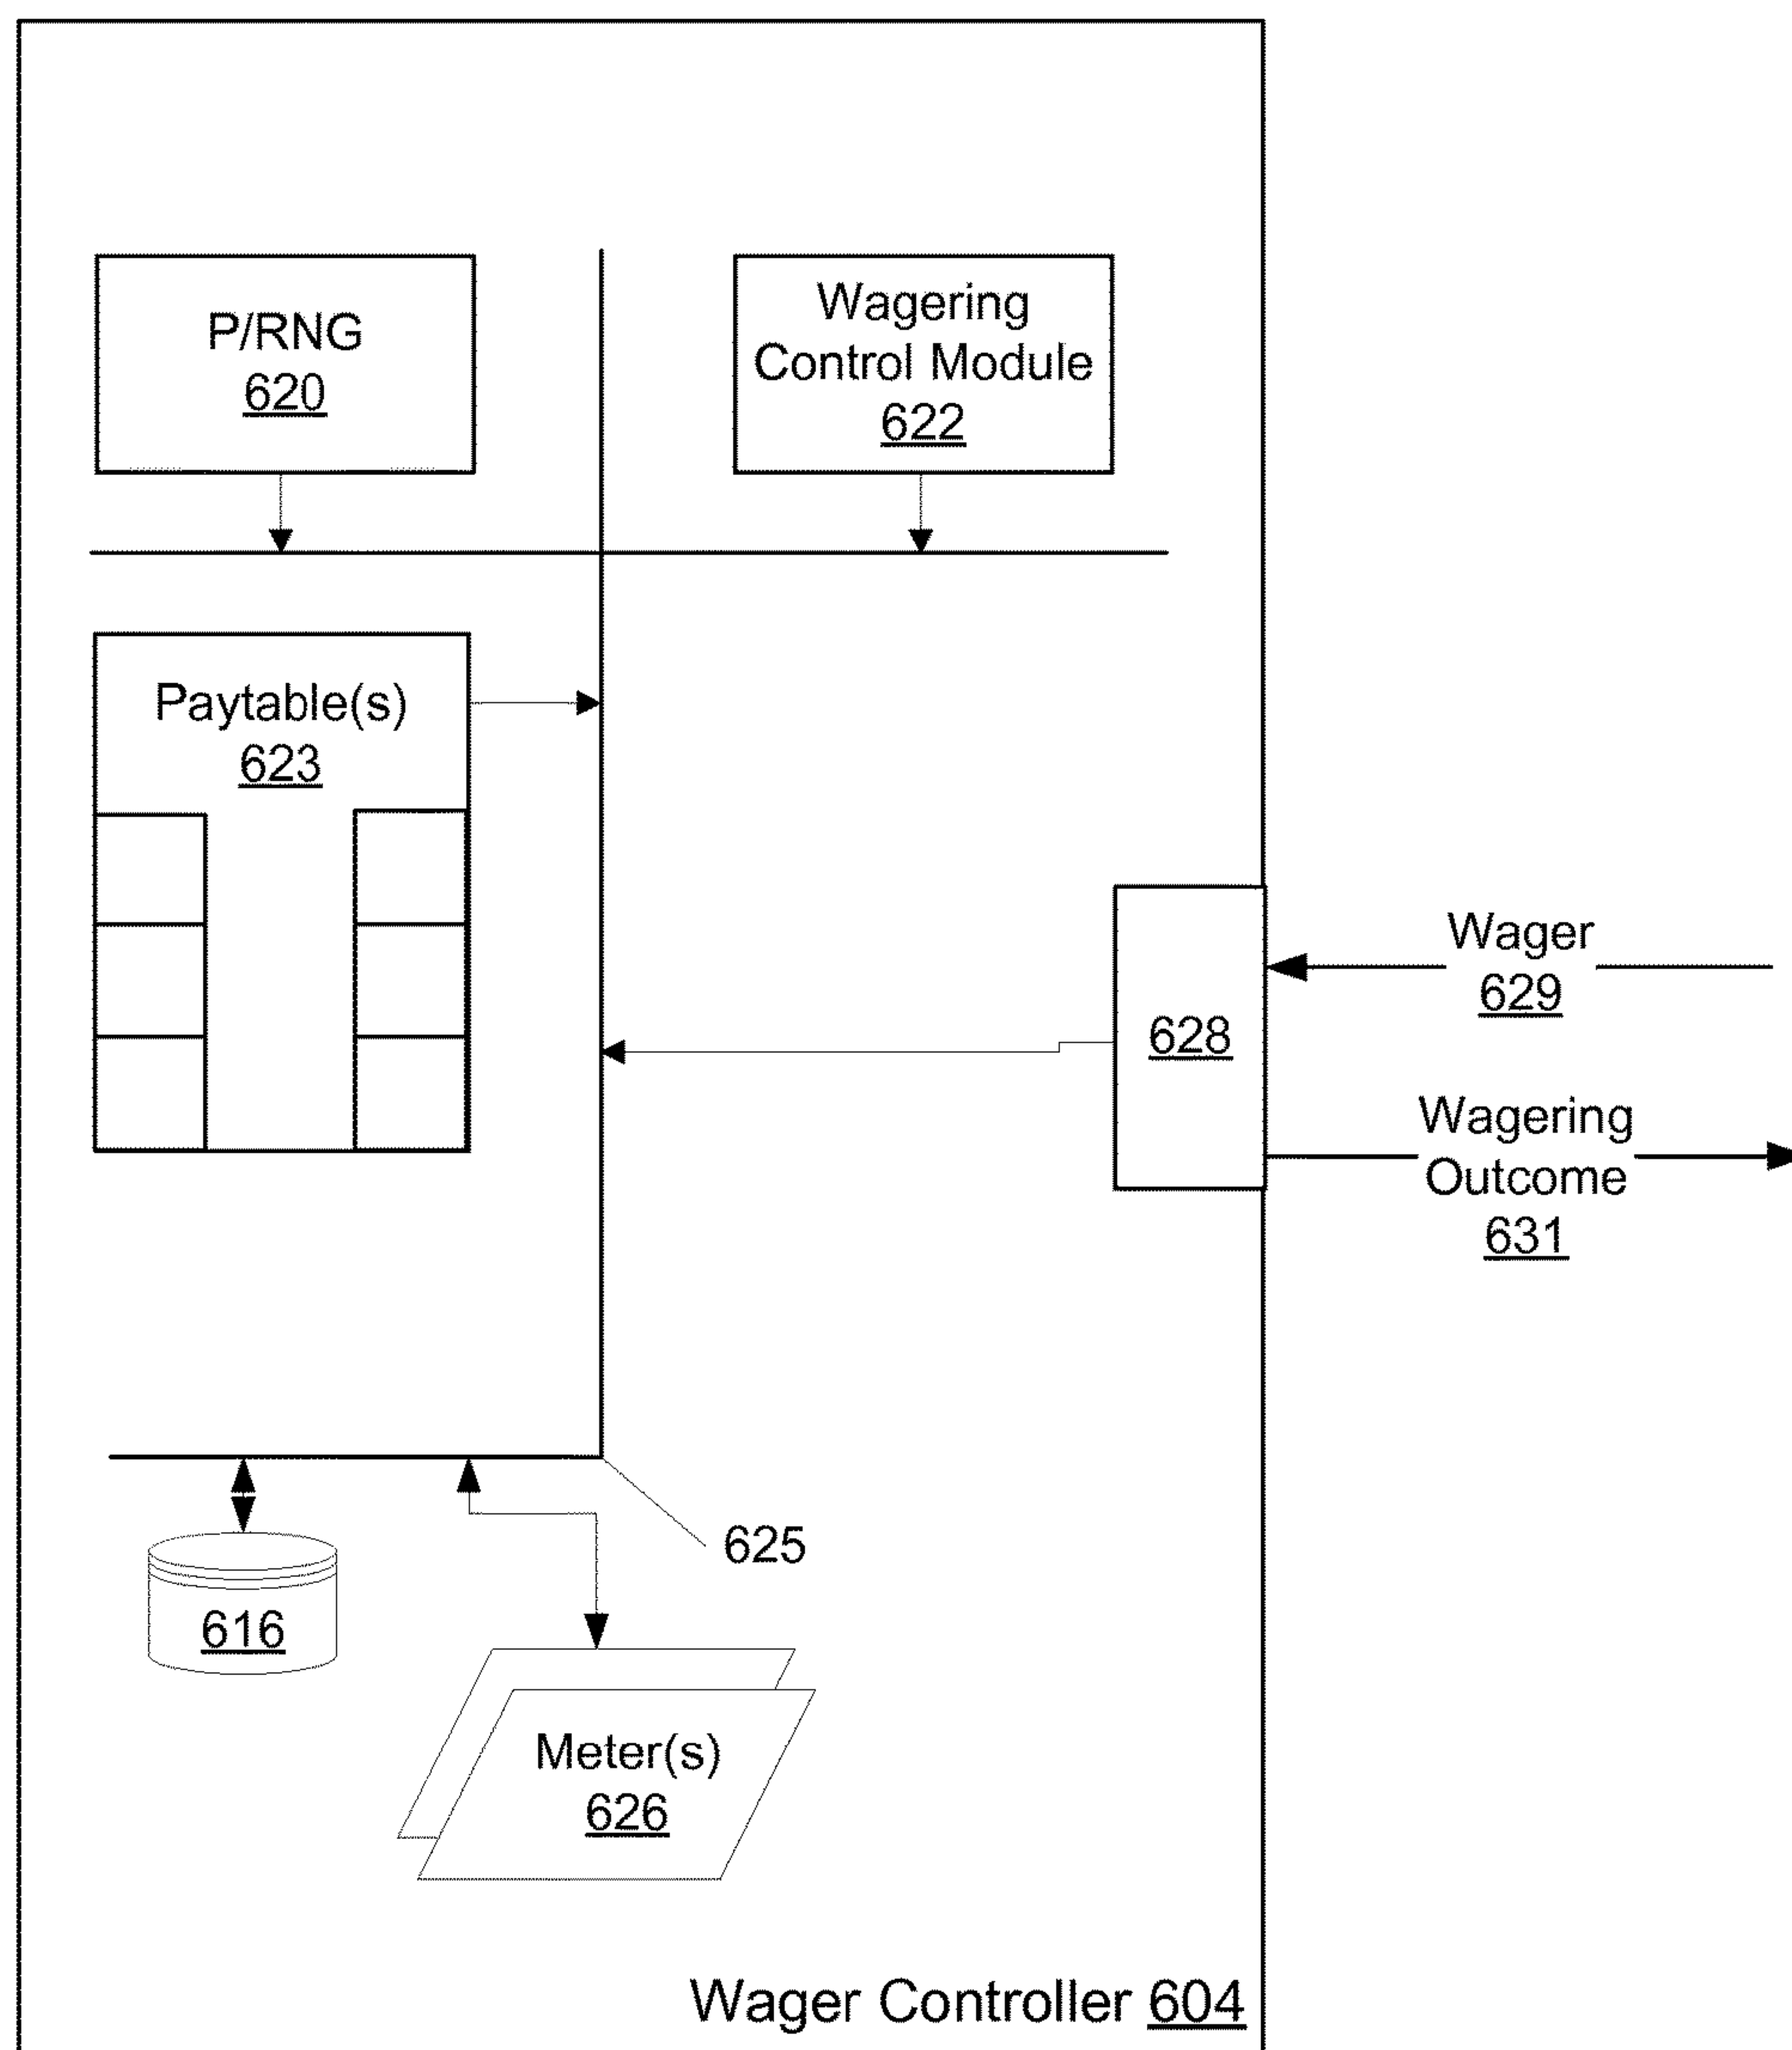 P/RNG
620
Wagering
Control Module
622
Paytable(s)
623
628
Wager
629
Wagering
Outcome
631
625
616
Meter(s)
626
Wager Controller 604